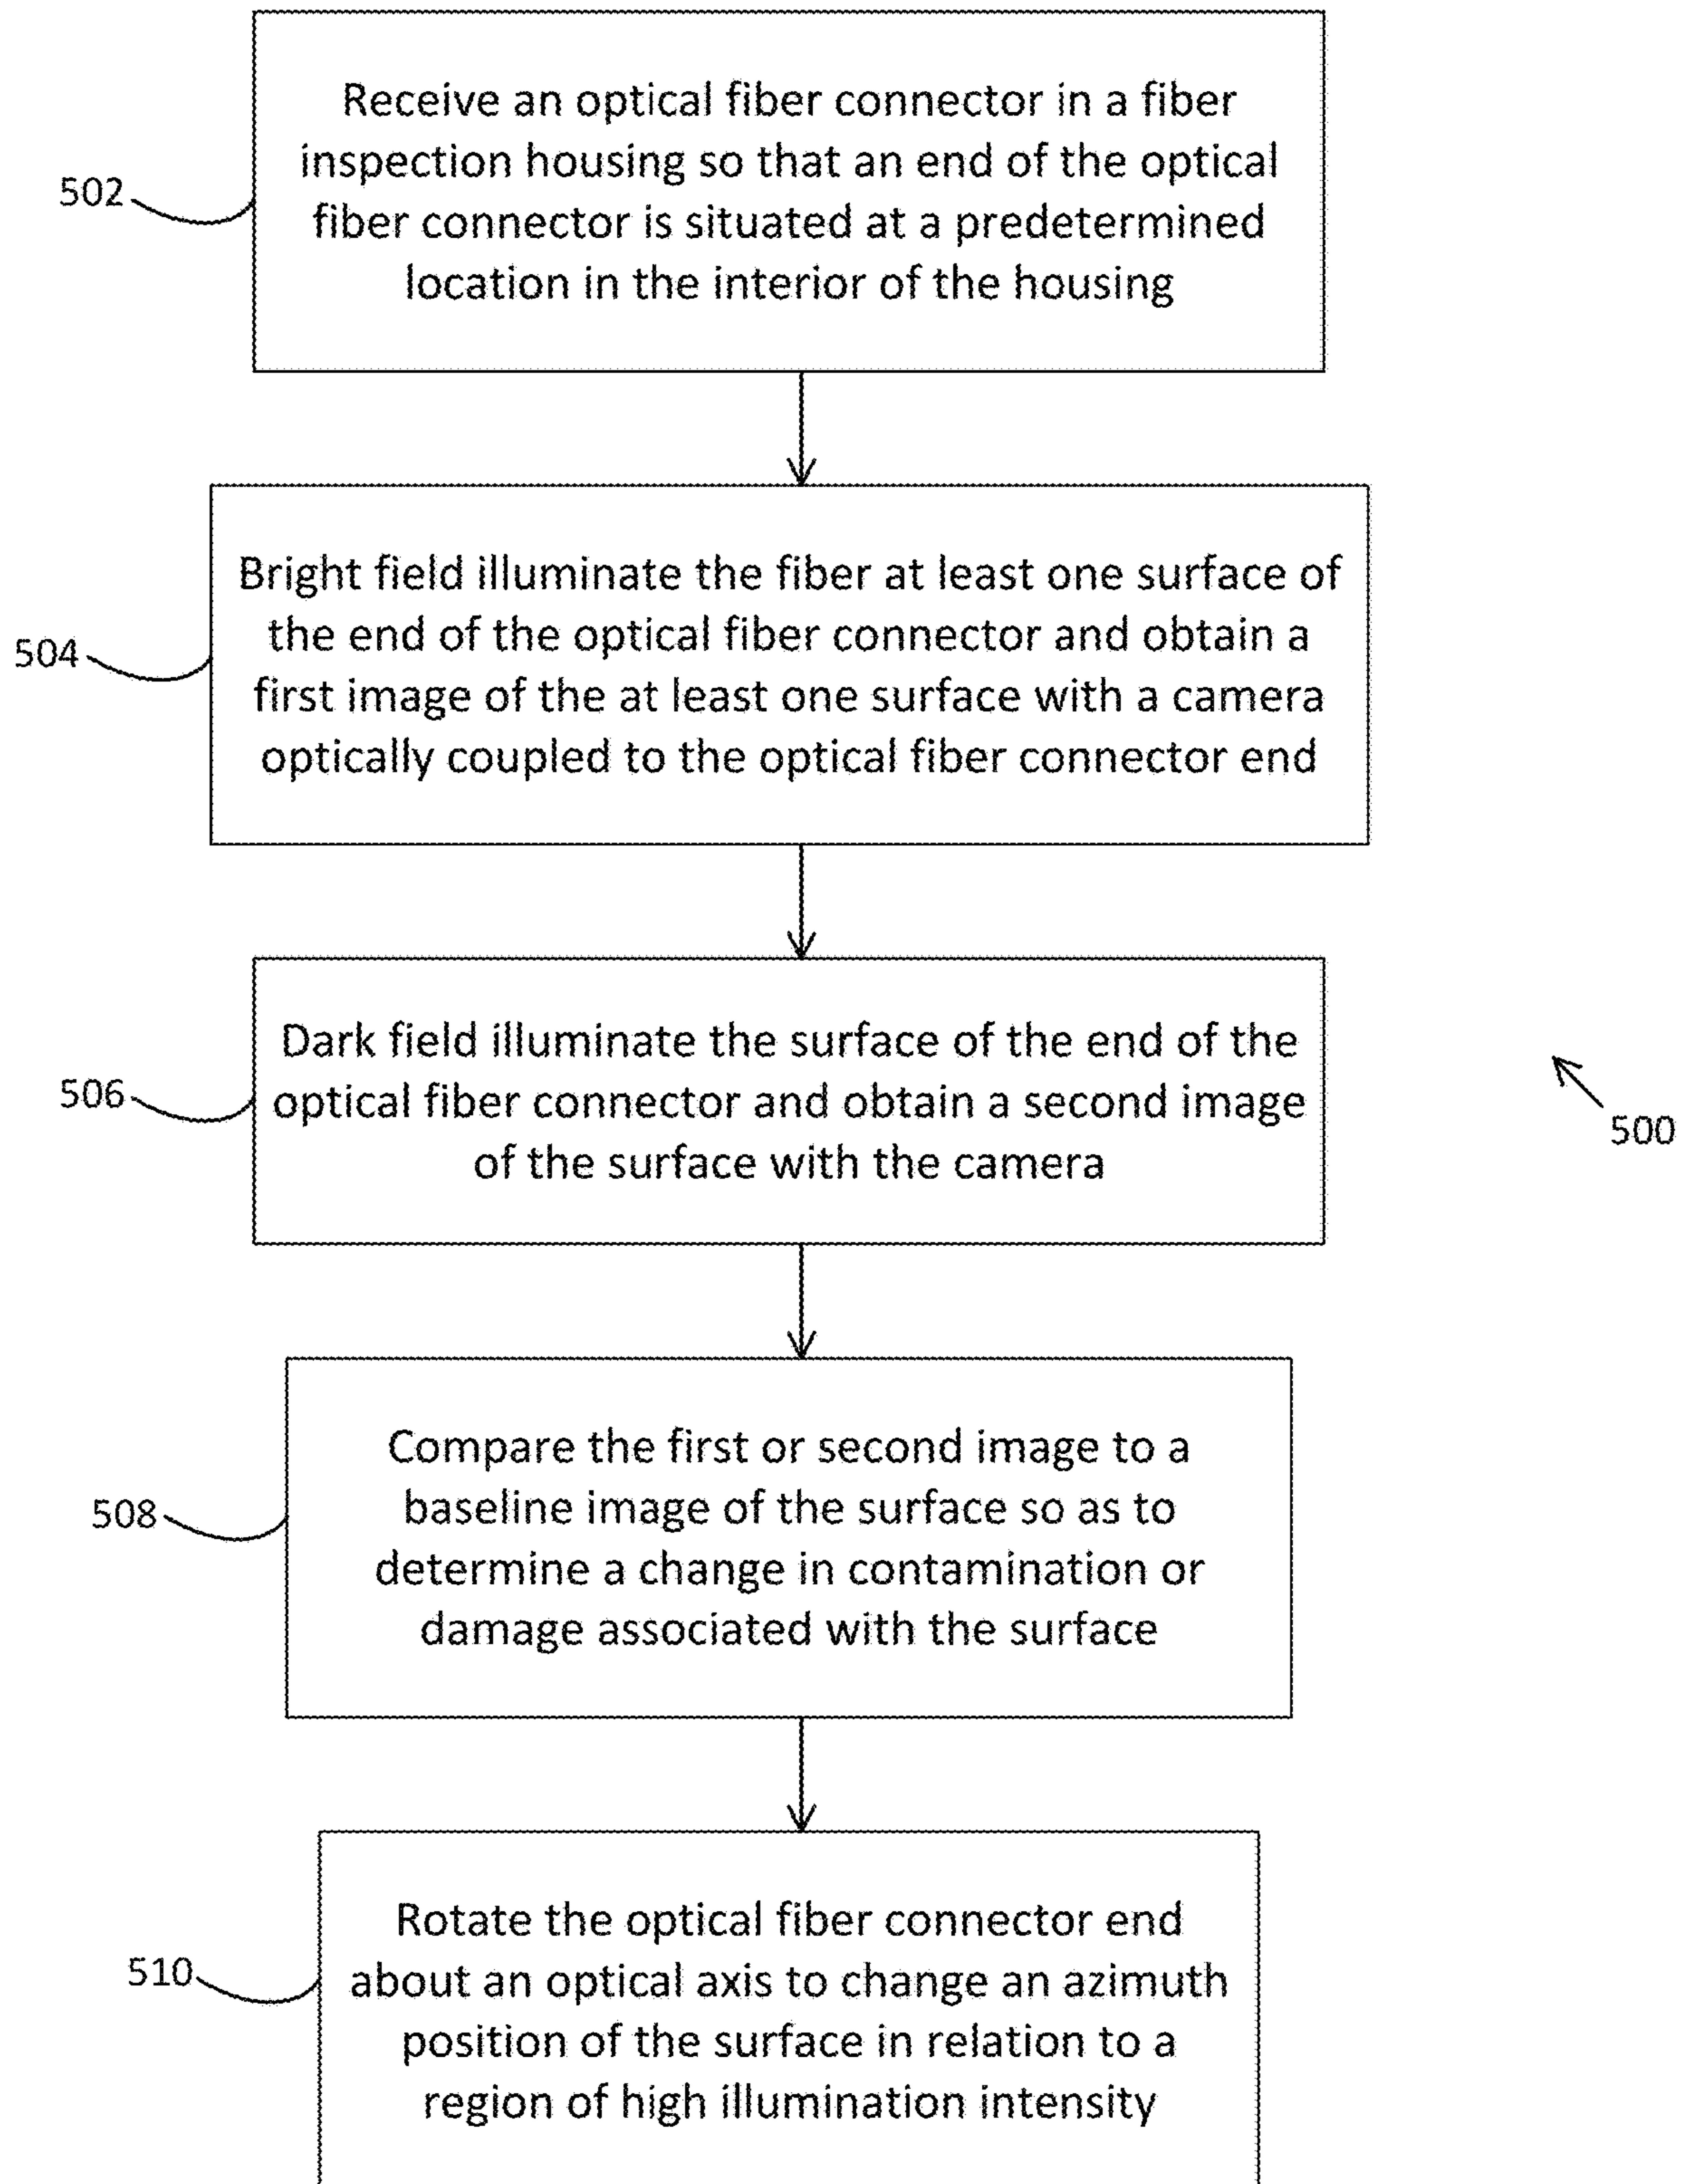 Receive an optical fiber connector in a fiber
inspection housing so that an end of the optical
fiber connector is situated at a predetermined
location in the interior of the housing
502
Bright field illuminate the fiber at least one surface of
the end of the optical fiber connector and obtain a
first image of the at least one surface with a camera
optically coupled to the optical fiber connector end
504
Dark field illuminate the surface of the end of the
optical fiber connector and obtain a second image
of the surface with the camera
506
500
Compare the first or second image to a
baseline image of the surface so as to
determine a change in contamination or
damage associated with the surface
508
Rotate the optical fiber connector end
about an optical axis to change an azimuth
position of the surface in relation to a
region of high illumination intensity
510